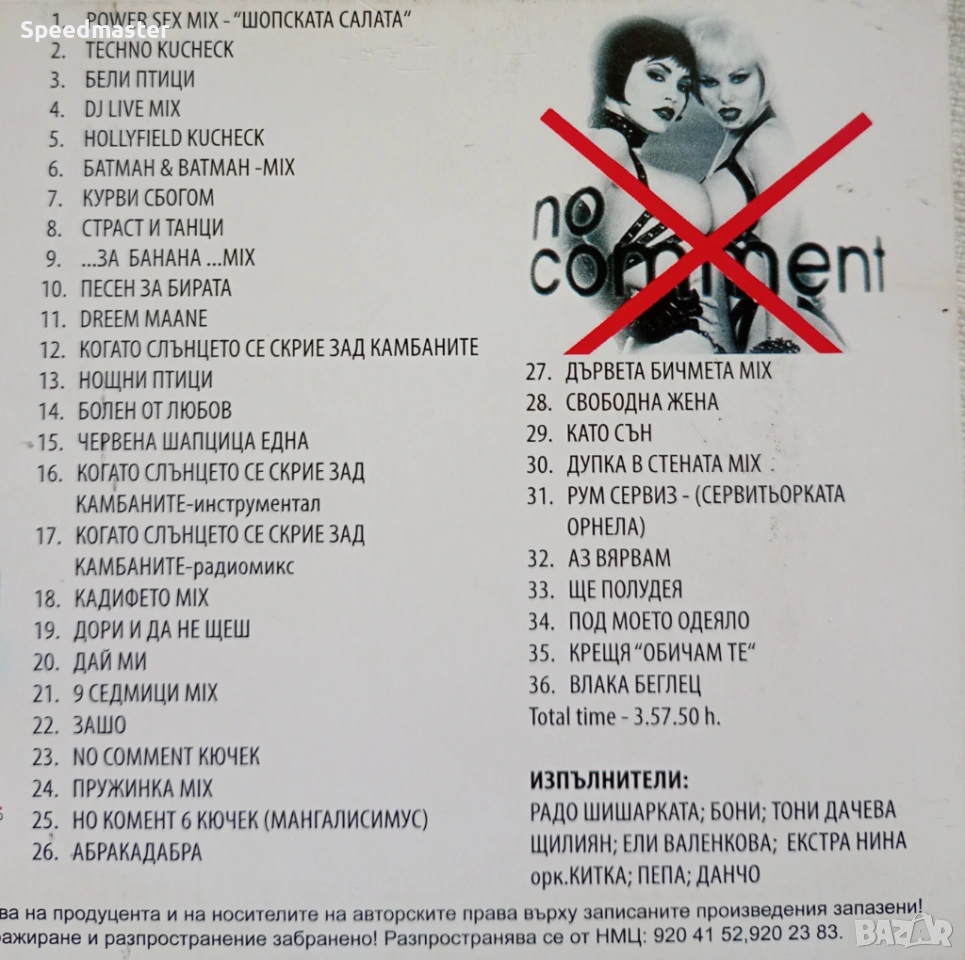 Speedmaster
1. POWER SEX MIX - "ШОПСКАТА САЛАТА"
2. TECHNO KUCHECK
3. БЕЛИ ПТИЦИ
4. DJ LIVE MIX
5. HOLLYFIELD KUCHECK
6. БАТМАН & ВАТМАН -MIX
7. КУРВИ СБОГОМ
8. СТРАСТ И ТАНЦИ
9. ...ЗА БАНАНА ...MIX
10. ПЕСЕН ЗА БИРАТА
11. DREEM MAANE
12. КОГАТО СЛЪНЦЕТО СЕ СКРИЕ ЗАД КАМБАНИТЕ
13. НОЩНИ ПТИЦИ
14. БОЛЕН ОТ ЛЮБОВ
15. ЧЕРВЕНА ШАПЦИЦА ЕДНА
16. КОГАТО СЛЪНЦЕТО СЕ СКРИЕ ЗАД
КАМБАНИТЕ-инструментал
17. КОГАТО СЛЪНЦЕТО СЕ СКРИЕ ЗАД
КАМБАНИТЕ-радиомикс
18. КАДИФЕТО MIX
19. ДОРИ И ДА НЕ ЩЕШ
20. ДАЙ МИ
21. 9 СЕДМИЦИ MIX
22. ЗАШО
23. NO COMMENT КЮЧЕК
24. ПРУЖИНКА MIX
25. НО КОМЕНТ 6 КЮЧЕК (МАНГАЛИСИМУС)
26. АБРАКАДАБРА
no
comment
27. ДЪРВЕТА БИЧМЕТА MIX
28. СВОБОДНА ЖЕНА
29. КАТО СЪН
30. ДУПКА В СТЕНАТА MIX
31. РУМ СЕРВИЗ - (СЕРВИТЬОРКАТА
ОРНЕЛА)
32. АЗ ВЯРВАМ
33. ЩЕ ПОЛУДЕЯ
34. ПОД МОЕТО ОДЕЯЛО
35. КРЕЩЯ "ОБИЧАМ ТЕ"
36. ВЛАКА БЕГЛЕЦ
Total time - 3.57.50 h.
ИЗПЪЛНИТЕЛИ:
РАДО ШИШАРКАТА; БОНИ; ТОНИ ДАЧЕВА
ЩИЛИЯН; ЕЛИ ВАЛЕНКОВА; ЕКСТРА НИНА
орк.КИТКА; ПЕПА; ДАНЧО
ва на продуцента и на носителите на авторските права върху записаните произведения запазени!
ажиране и разпространение забранено! Разпространява се от НМЦ: 920 41 52,920 23 83.
BAZAR